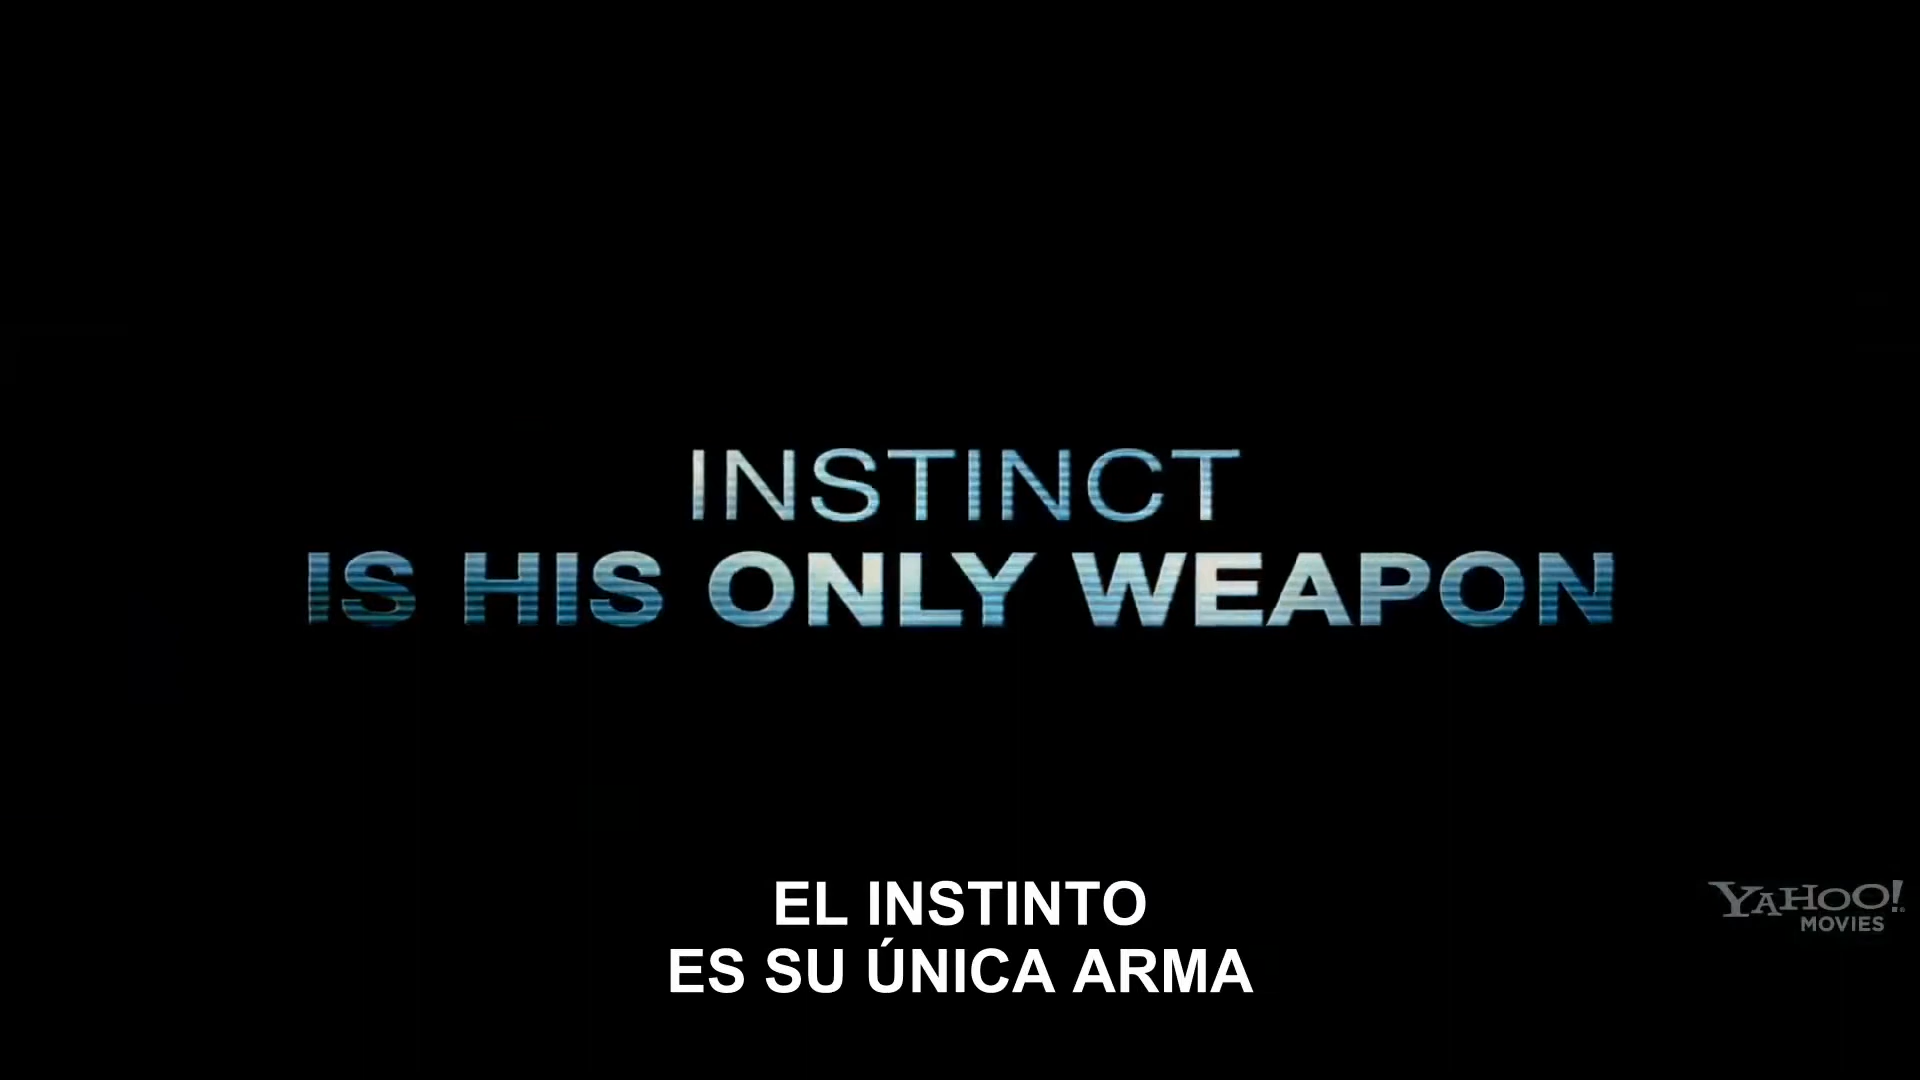 INSTINCT
IS HIS ONLY WEAPON
EL INSTINTO
ES SU ÚNICA ARMA
YAHOO!
MOVIES